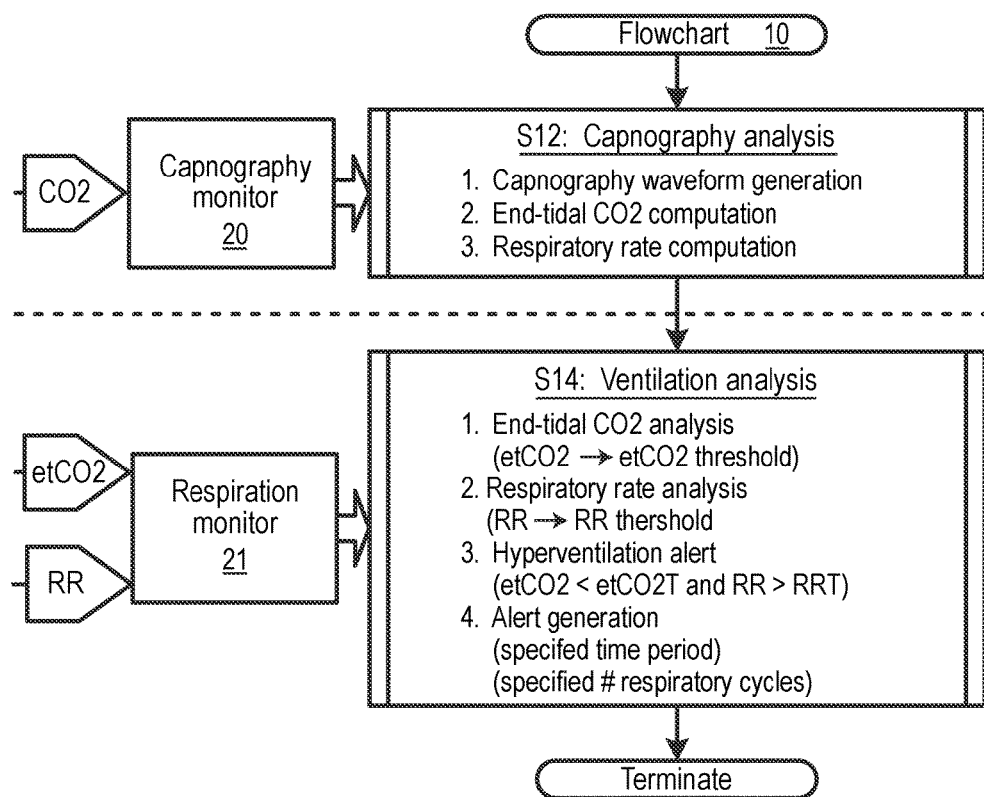 Flowchart 10
CO2
Capnography
monitor
20
S12: Capnography analysis
1. Capnography waveform generation
2. End-tidal CO2 computation
3. Respiratory rate computation
etCO2
RR
Respiration
monitor
21
S14: Ventilation analysis
1. End-tidal CO2 analysis
(etCO2 → etCO2 threshold)
2. Respiratory rate analysis
(RR → RR thershold
3. Hyperventilation alert
(etCO2 < etCO2T and RR > RRT)
4. Alert generation
(specifed time period)
(specified # respiratory cycles)
Terminate